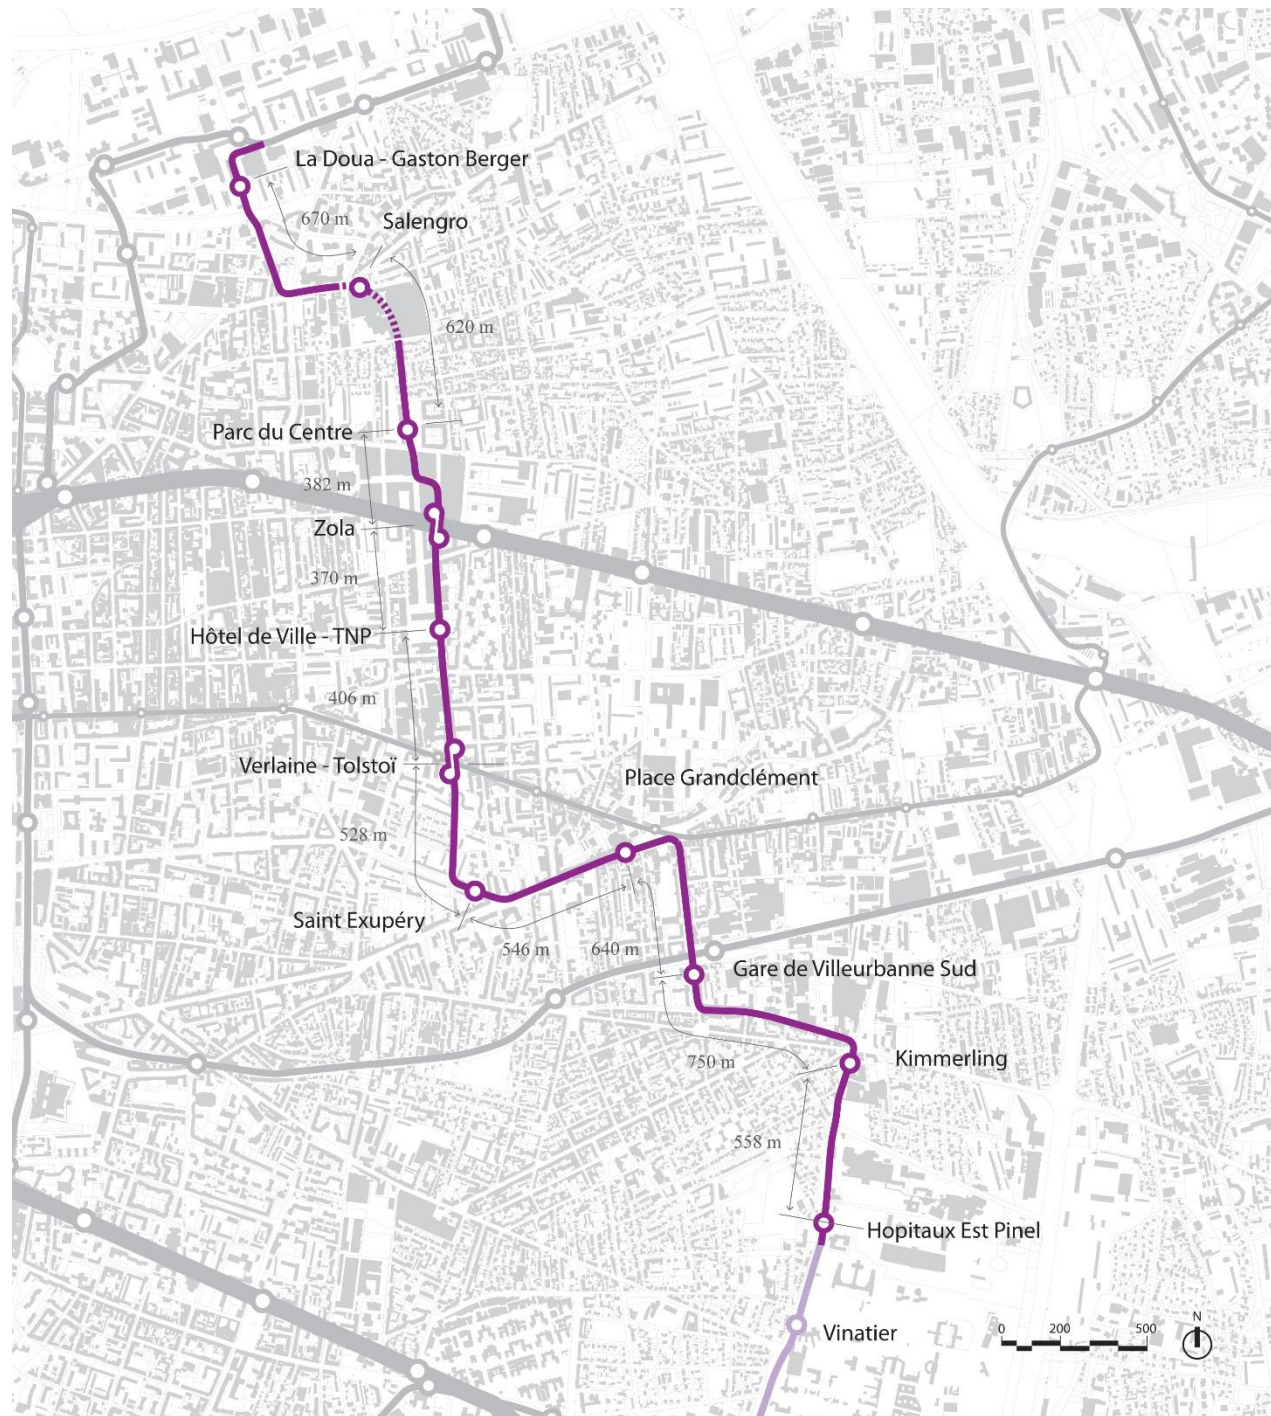 La Doua - Gaston Berger
670 m
Salengro
620 m
Parc du Centre
382 m
Zola
370 m
Hôtel de Ville - TNP
406 m
Verlaine - Tolstoï
Place Grandclément
528 m
Saint Exupéry
546 m
640 m
Gare de Villeurbanne Sud
750 m
Kimmerling
558 m
Hopitaux Est Pinel
Vinatier
0 200 500
N